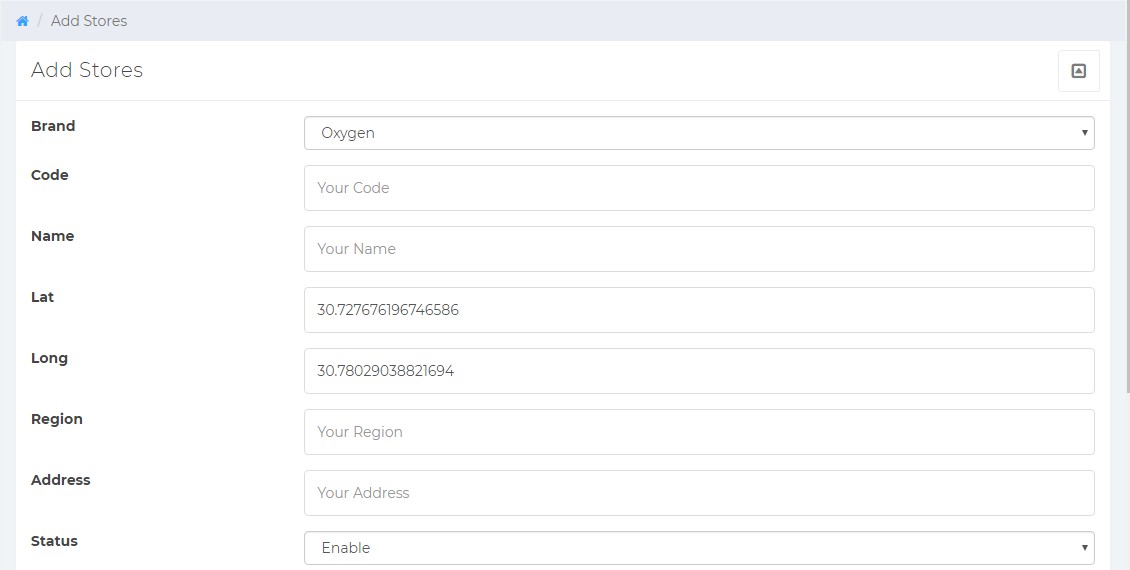 / Add Stores
Add Stores
Brand
Oxygen
Code
Your Code
Name
Your Name
Lat
30.727676196746586
Long
30.78029038821694
Region
Your Region
Address
Your Address
Status
Enable